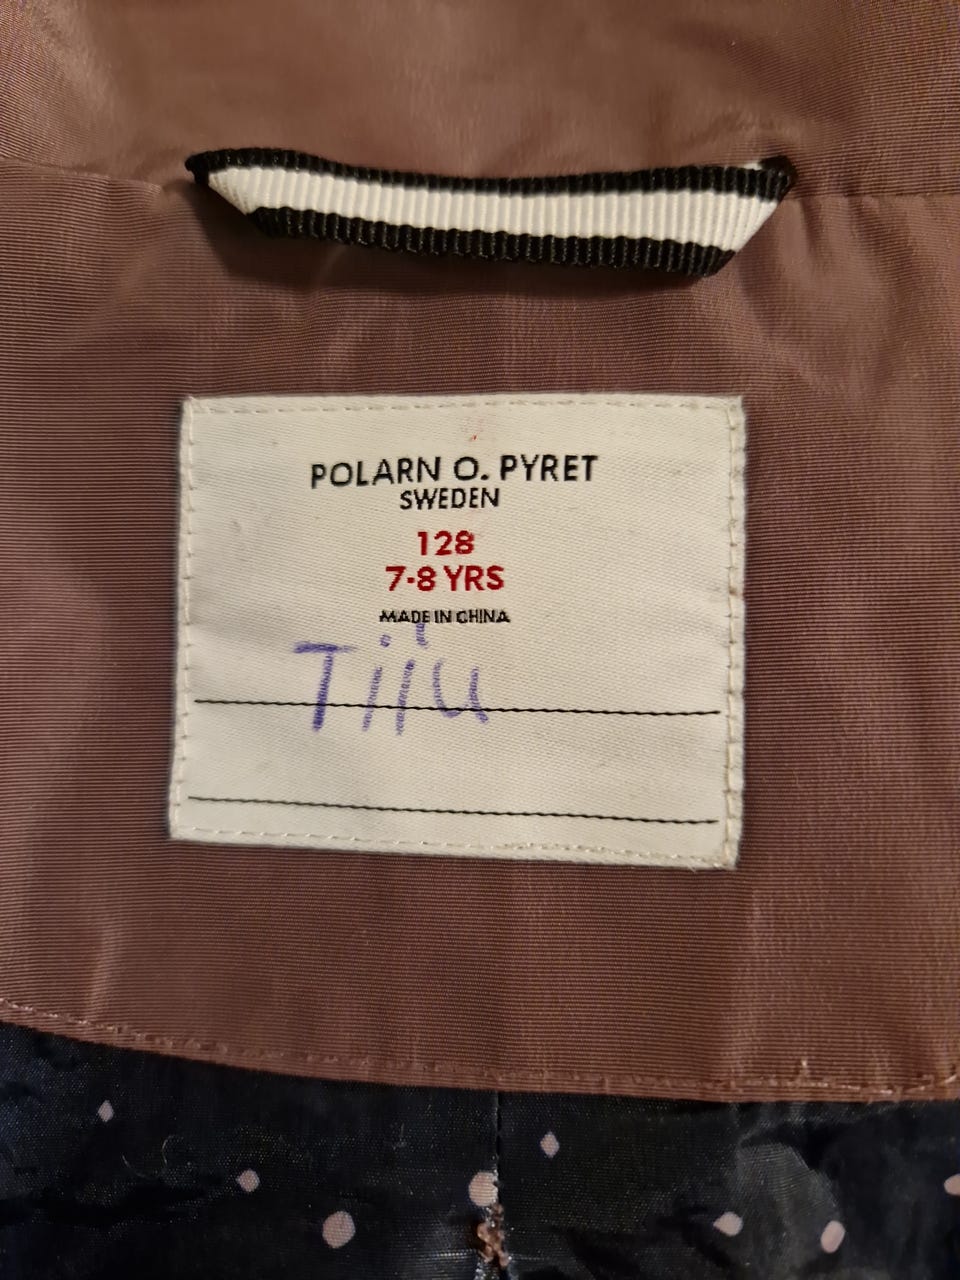 POLARN O. PYRET
SWEDEN
128
7-8 YRS
MADE IN CHINA
Tiiu